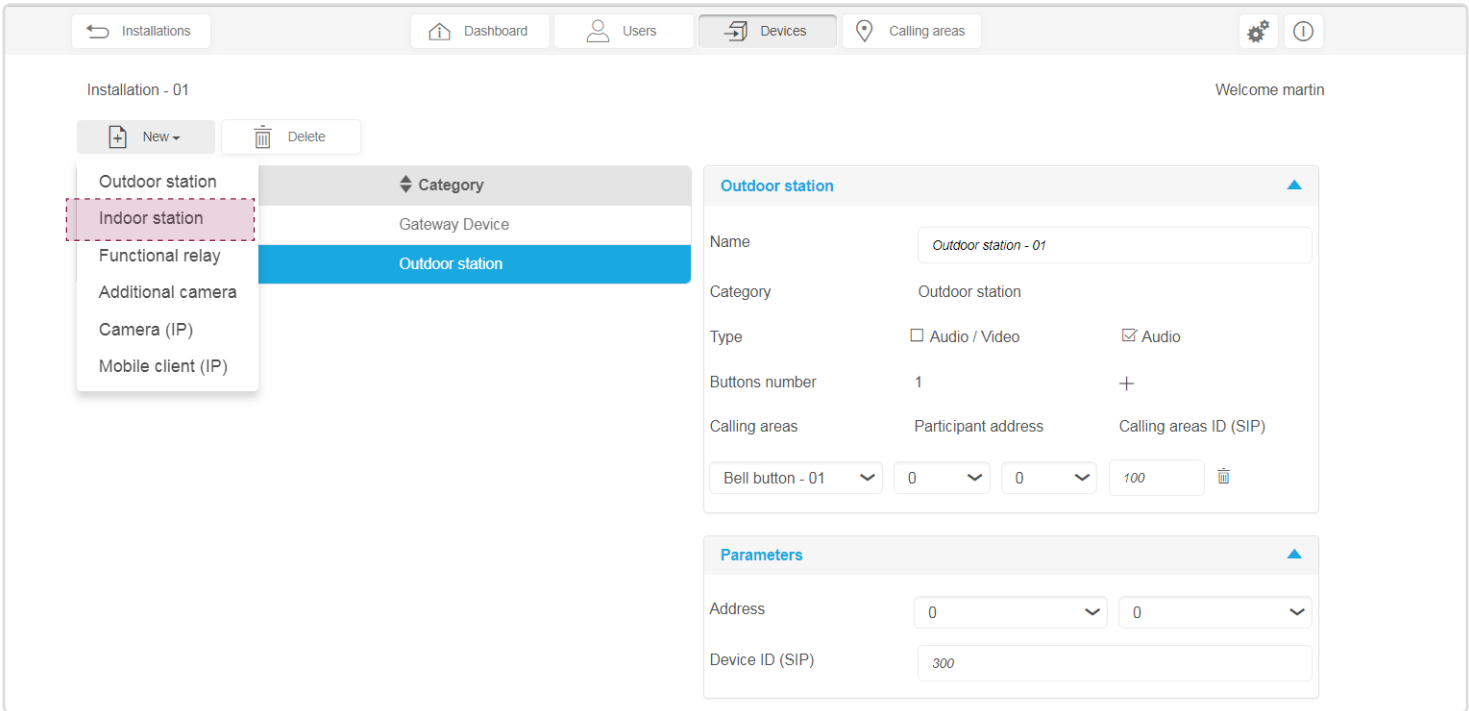 Installations Dashboard Users Devices Calling areas
Installation - 01 Welcome martin
New Delete
Outdoor station
Indoor station
Functional relay
Additional camera
Camera (IP)
Mobile client (IP)
Category
Gateway Device
Outdoor station
Outdoor station
Name Outdoor station - 01
Category Outdoor station
Type Audio / Video Audio
Buttons number 1 +
Calling areas Participant address Calling areas ID (SIP)
Bell button - 01 0 0 100
Parameters
Address 0 0
Device ID (SIP) 300